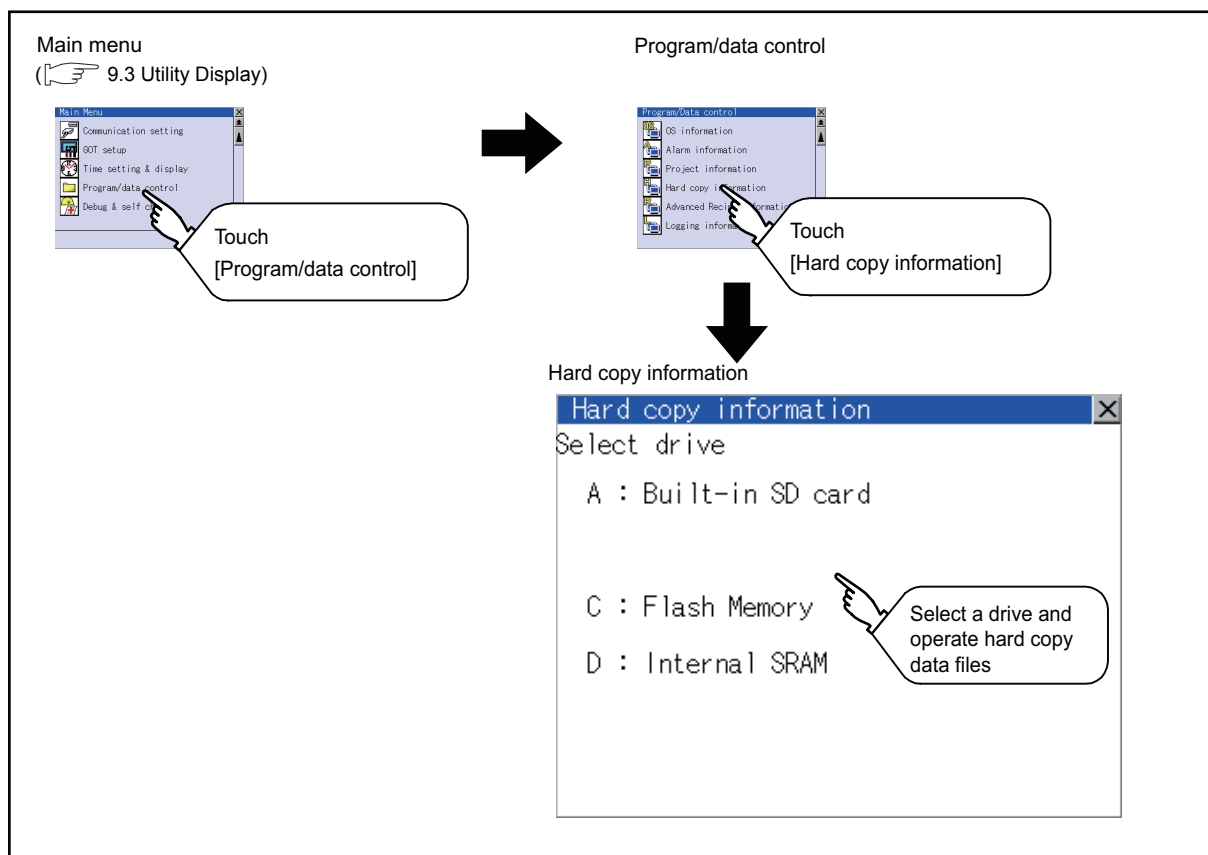 Main menu
( 9.3 Utility Display)
Main Menu
Communication setting
GOT setup
Time setting & display
Program/data control
Debug & self
Touch
[Program/data control]
Program/data control
Program/Data control
OS information
Alarm information
Project information
Hard copy information
Advanced
Logging
Touch
[Hard copy information]
Hard copy information
Hard copy information
Select drive
A : Built-in SD card
C : Flash Memory
D : Internal SRAM
Select a drive and
operate hard copy
data files